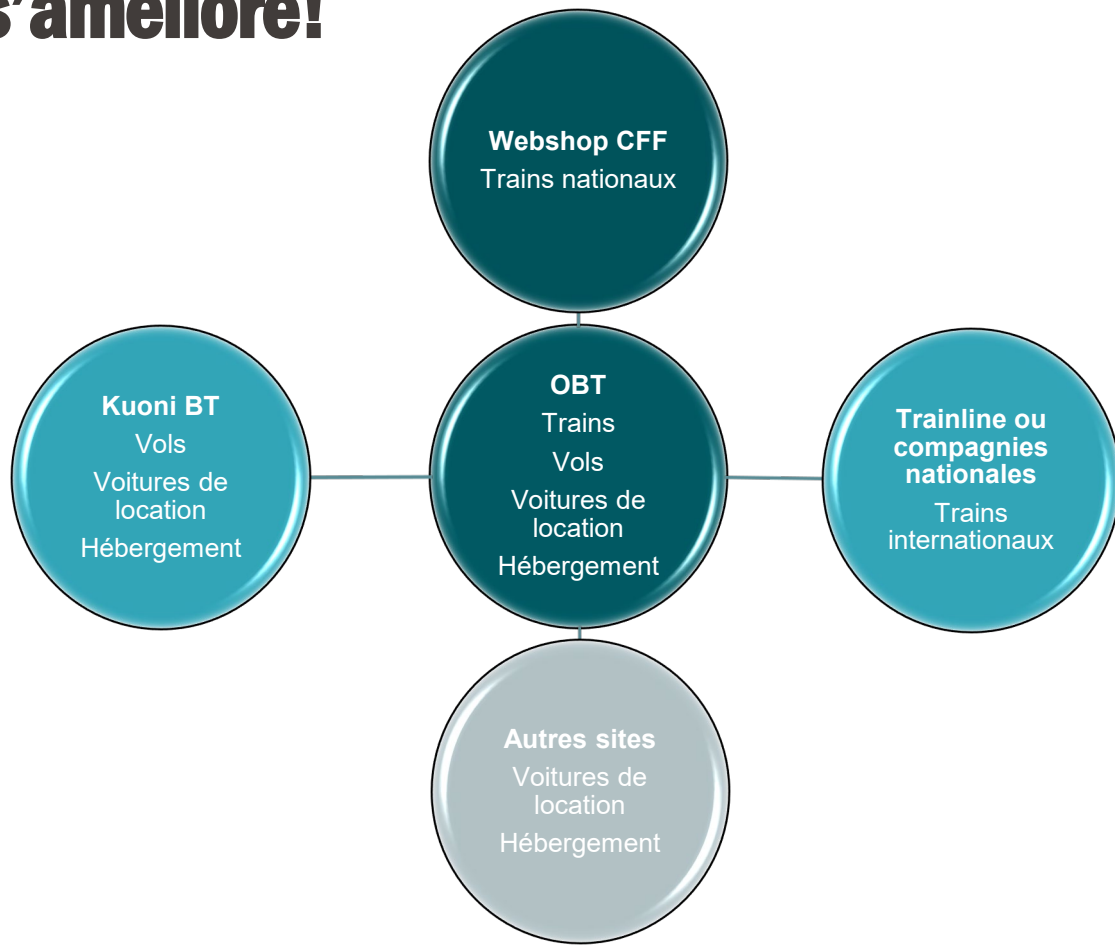 s'améliore!
Webshop CFF
Trains nationaux
Kuoni BT
Vols
Voitures de
location
Hébergement
OBT
Trains
Vols
Voitures de
location
Hébergement
Trainline ou
compagnies
nationales
Trains
internationaux
Autres sites
Voitures de
location
Hébergement